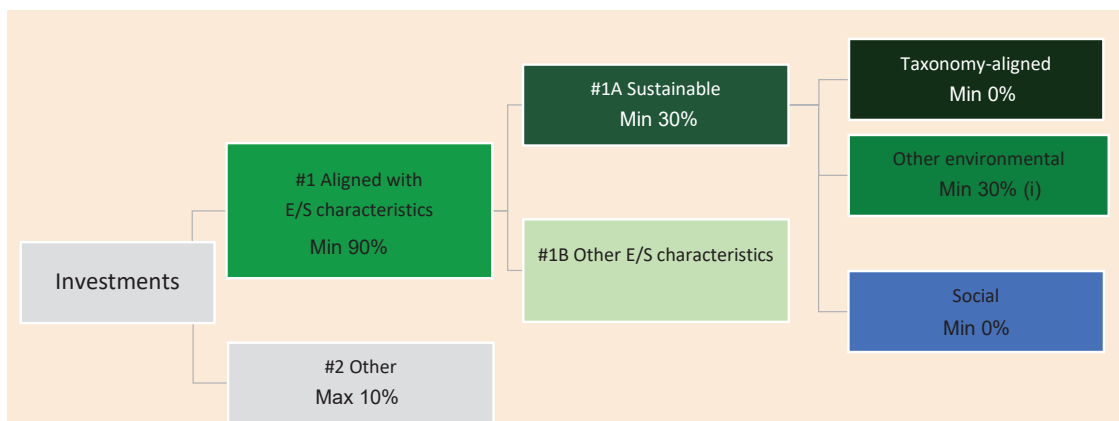 Investments
#1 Aligned with
E/S characteristics
Min 90%
#2 Other
Max 10%
#1A Sustainable
Min 30%
#1B Other E/S characteristics
Taxonomy-aligned
Min 0%
Other environmental
Min 30% (i)
Social
Min 0%